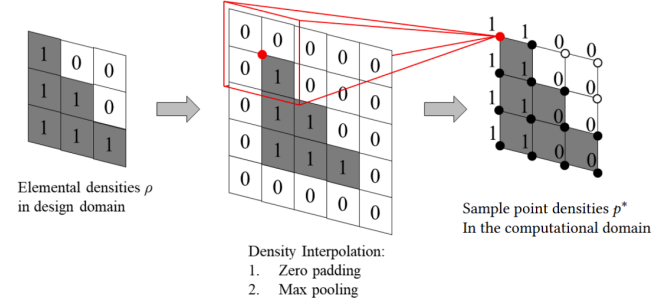 1 0 0
1 1 0
1 1 1
Elemental densities ρ
in design domain
0 0 0 0 0
0 1 0 0 0
0 1 1 0 0
0 1 1 1 0
0 0 0 0 0
Density Interpolation:
1. Zero padding
2. Max pooling
1 1 0 0
1 1 0 0
1 1 0 0
1 1 0 0
Sample point densities p*
In the computational domain